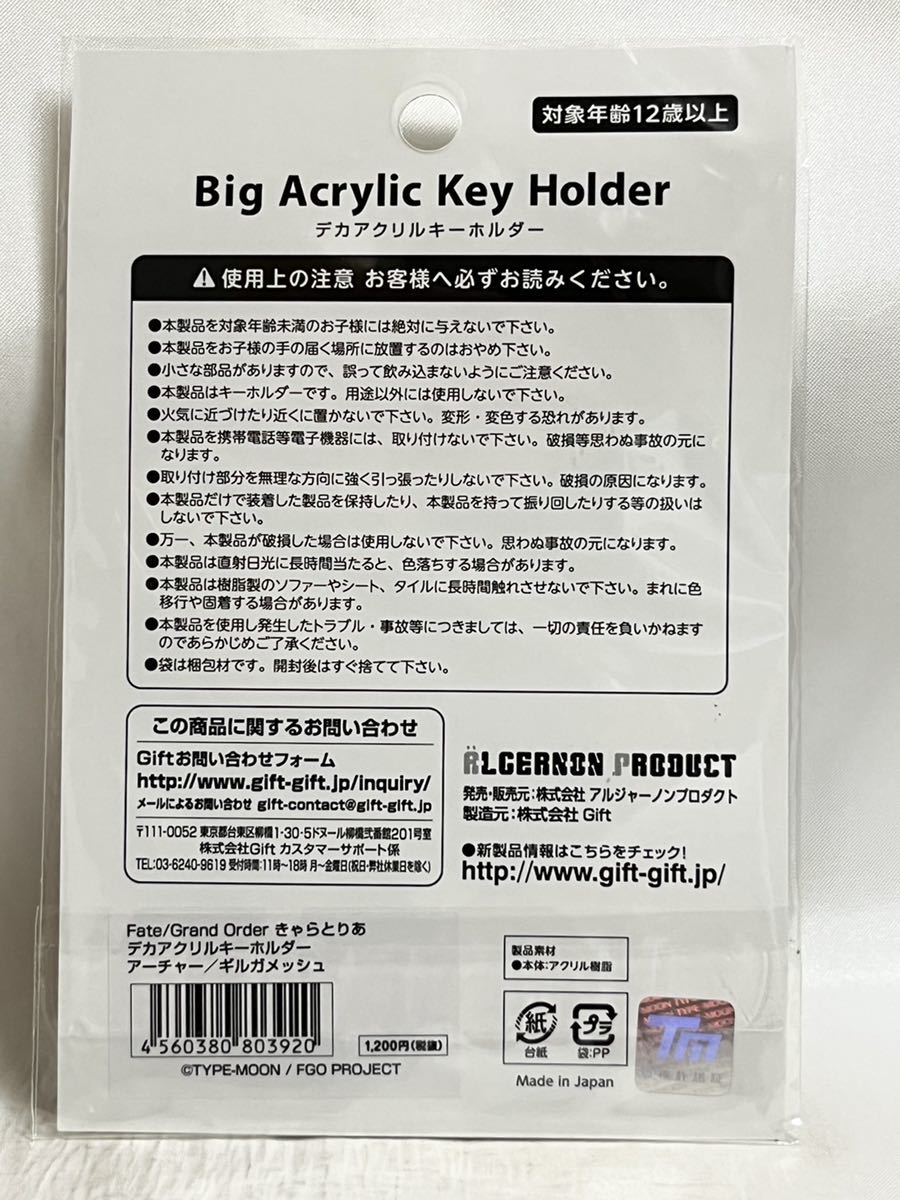 対象年齢12歳以上
Big Acrylic Key Holder
デカアクリルキーホルダー
⚠使用上の注意 お客様へ必ずお読みください。
●本製品を対象年齢未満のお子様には絶対に与えないで下さい。
●本製品をお子様の手の届く場所に放置するのはおやめ下さい。
●小さな部品がありますので、誤って飲み込まないようにご注意ください。
●本製品はキーホルダーです。用途以外には使用しないで下さい。
●火気に近づけたり近くに置かないで下さい。変形・変色する恐れがあります。
●本製品を携帯電話等電子機器には、取り付けないで下さい。破損等思わぬ事故の元に
なります。
●取り付け部分を無理な方向に強く引っ張ったりしないで下さい。破損の原因になります。
●本製品だけで装着した製品を保持したり、本製品を持って振り回したりする等の扱いは
しないで下さい。
●万一、本製品が破損した場合は使用しないで下さい。思わぬ事故の元になります。
●本製品は直射日光に長時間当たると、色落ちする場合があります。
●本製品は樹脂製のソファーやシート、タイルに長時間触れさせないで下さい。まれに色
移行や固着する場合があります。
●本製品を使用し発生したトラブル・事故等につきましては、一切の責任を負いかねます
のであらかじめご了承ください。
●袋は梱包材です。開封後はすぐ捨てて下さい。
この商品に関するお問い合わせ
Giftお問い合わせフォーム
http://www.gift-gift.jp/inquiry/
メールによるお問い合わせ gift-contact@gift-gift.jp
〒111-0052 東京都台東区柳橋1-30-5ドヌール柳橋弐番館201号室
株式会社Gift カスタマーサポート係
TEL:03-6240-9619 受付時間:11時~18時 月~金曜日(祝日・弊社休業日を除く)
ALGERNON PRODUCT
発売・販売元:株式会社 アルジャーノンプロダクト
製造元:株式会社 Gift
●新製品情報はこちらをチェック!
http://www.gift-gift.jp/
Fate/Grand Order きゃらとりあ
デカアクリルキーホルダー
アーチャー/ギルガメッシュ
4 560380 803920
1,200円(税抜)
©TYPE-MOON / FGO PROJECT
製品素材
●本体:アクリル樹脂
紙
台紙
プラ
袋:PP
Made in Japan
TM